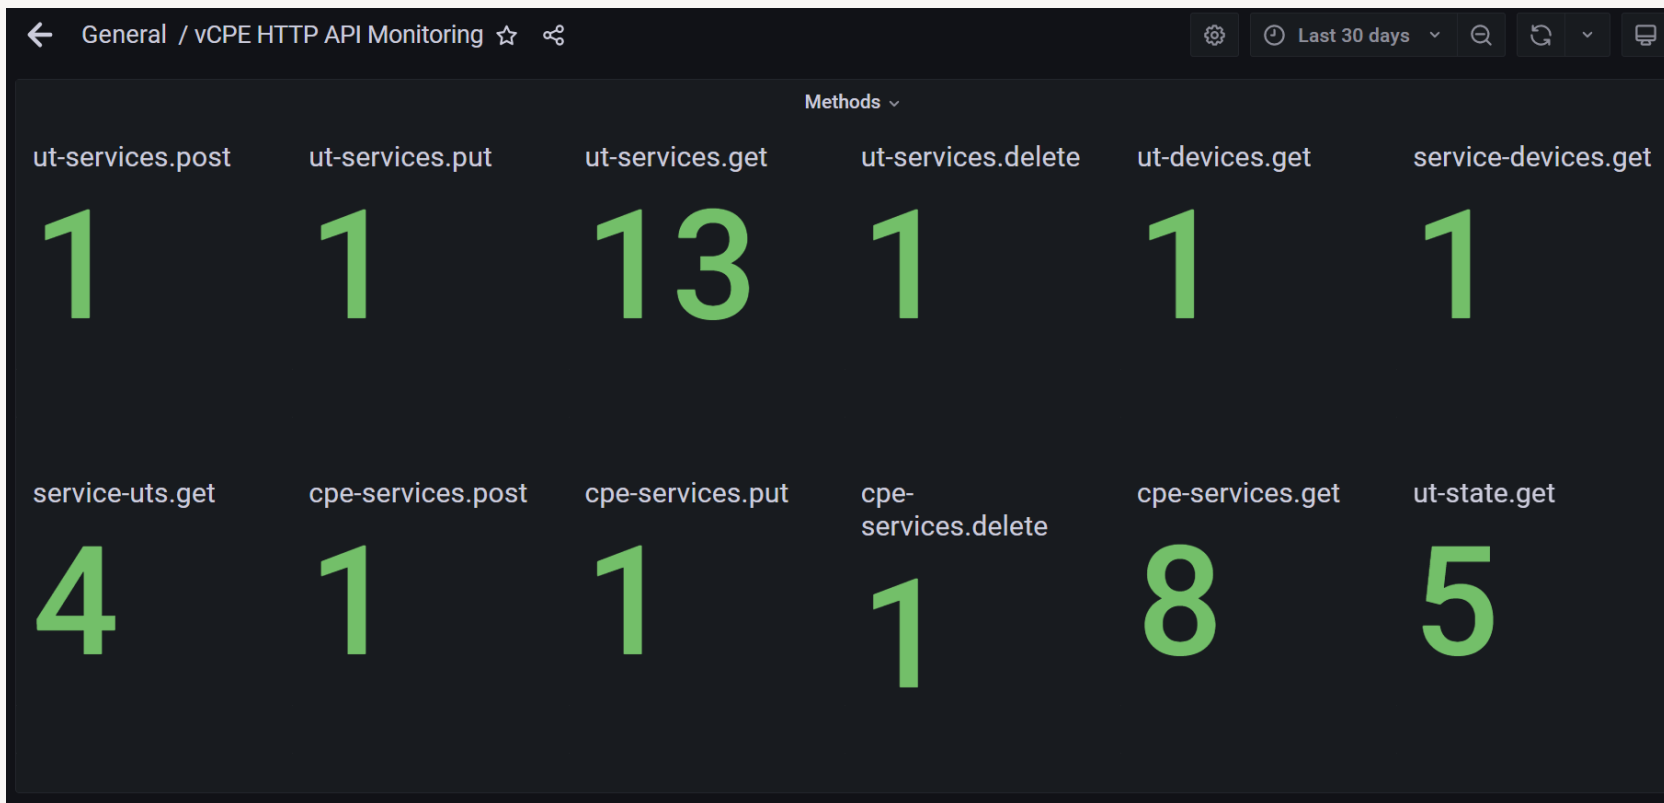 General / vCPE HTTP API Monitoring
Last 30 days
Methods
ut-services.post
ut-services.put
ut-services.get
ut-services.delete
ut-devices.get
service-devices.get
1
1
13
1
1
1
service-uts.get
cpe-services.post
cpe-services.put
cpe-
services.delete
cpe-services.get
ut-state.get
4
1
1
1
8
5